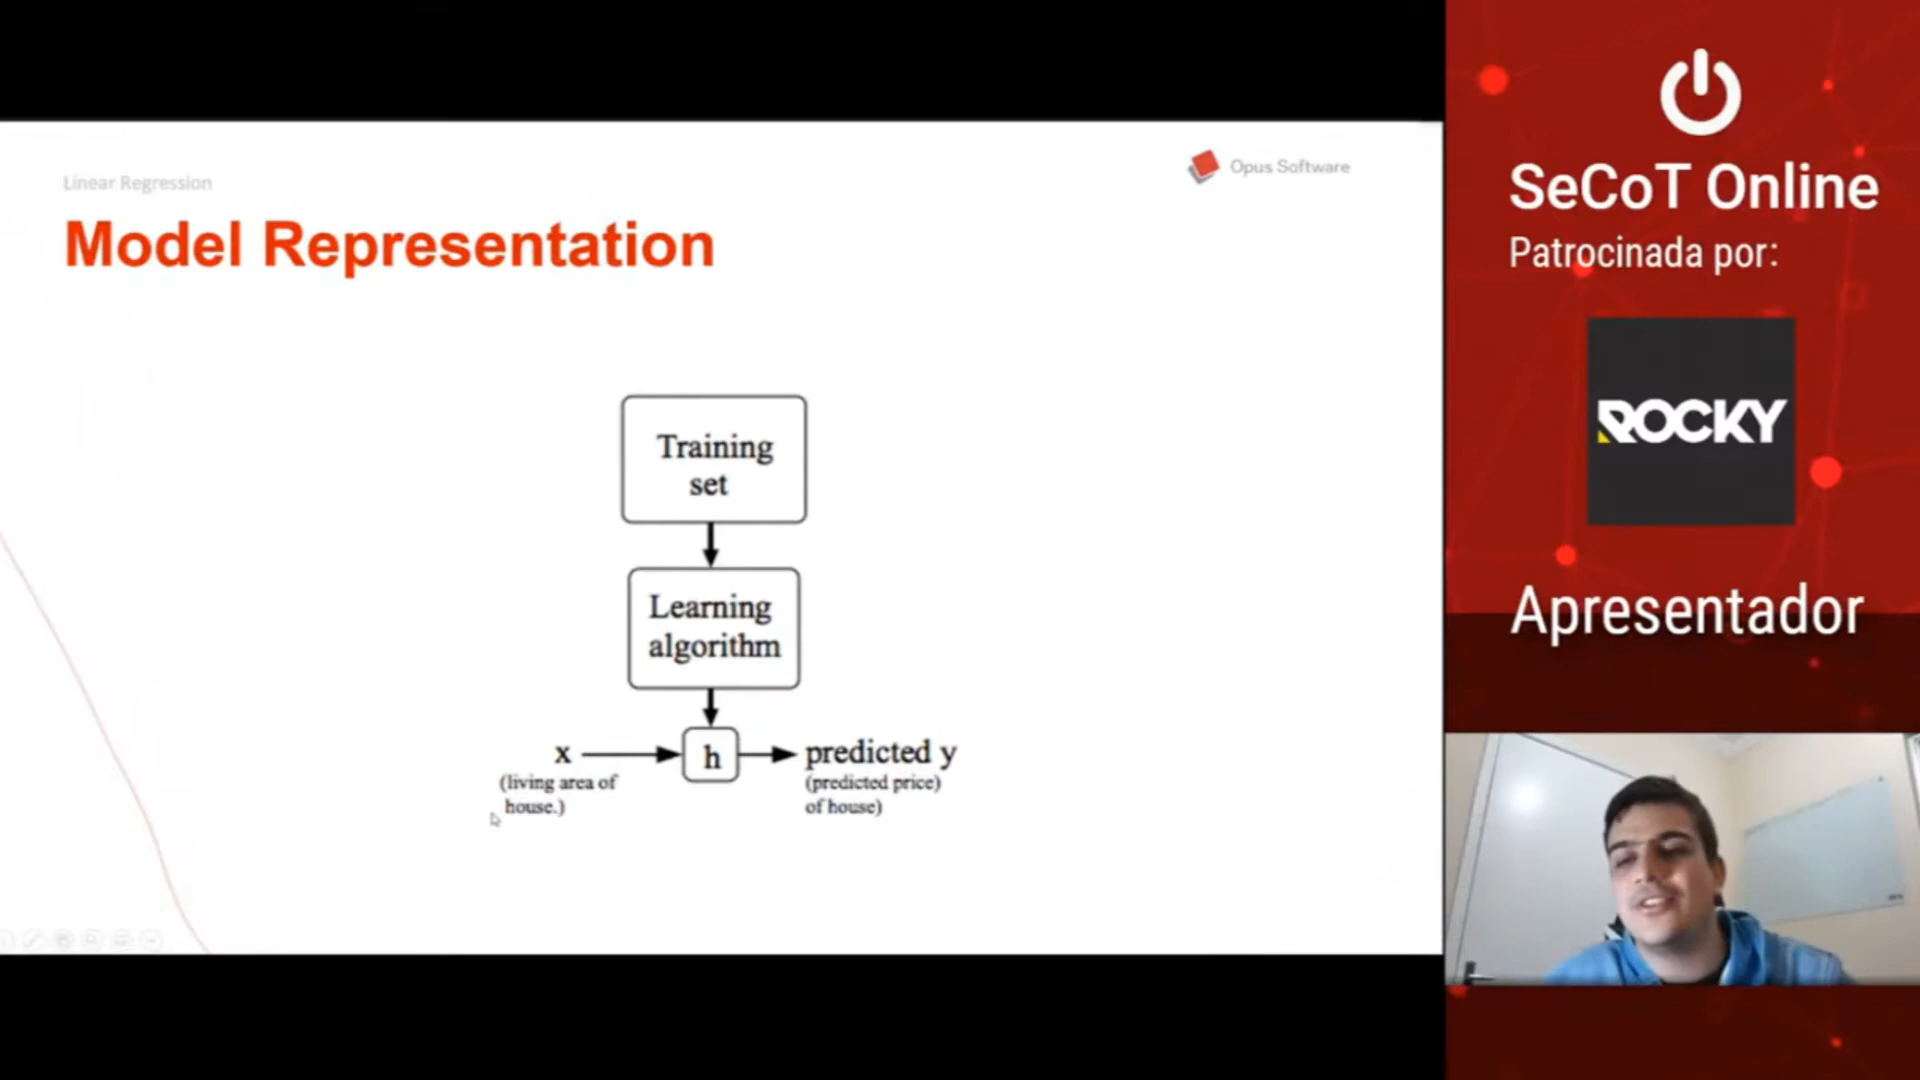 Linear Regression
Opus Software
Model Representation
Training
set
Learning
algorithm
x
h
predicted y
(living area of
house.)
(predicted price)
of house)
SeCoT Online
Patrocinada por:
ROCKY
Apresentador